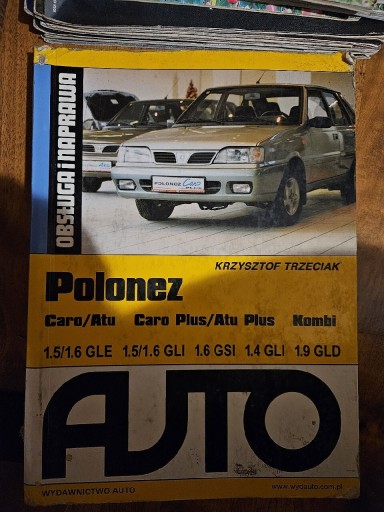 OBSŁUGA i NAPRAWA
POLONEZ Caro PLUS
KRZYSZTOF TRZECIAK
Polonez
Caro/Atu Caro Plus/Atu Plus Kombi
1.5/1.6 GLE 1.5/1.6 GLI 1.6 GSI 1.4 GLI 1.9 GLD
AUTO
WYDAWNICTWO AUTO www.wydauto.com.pl